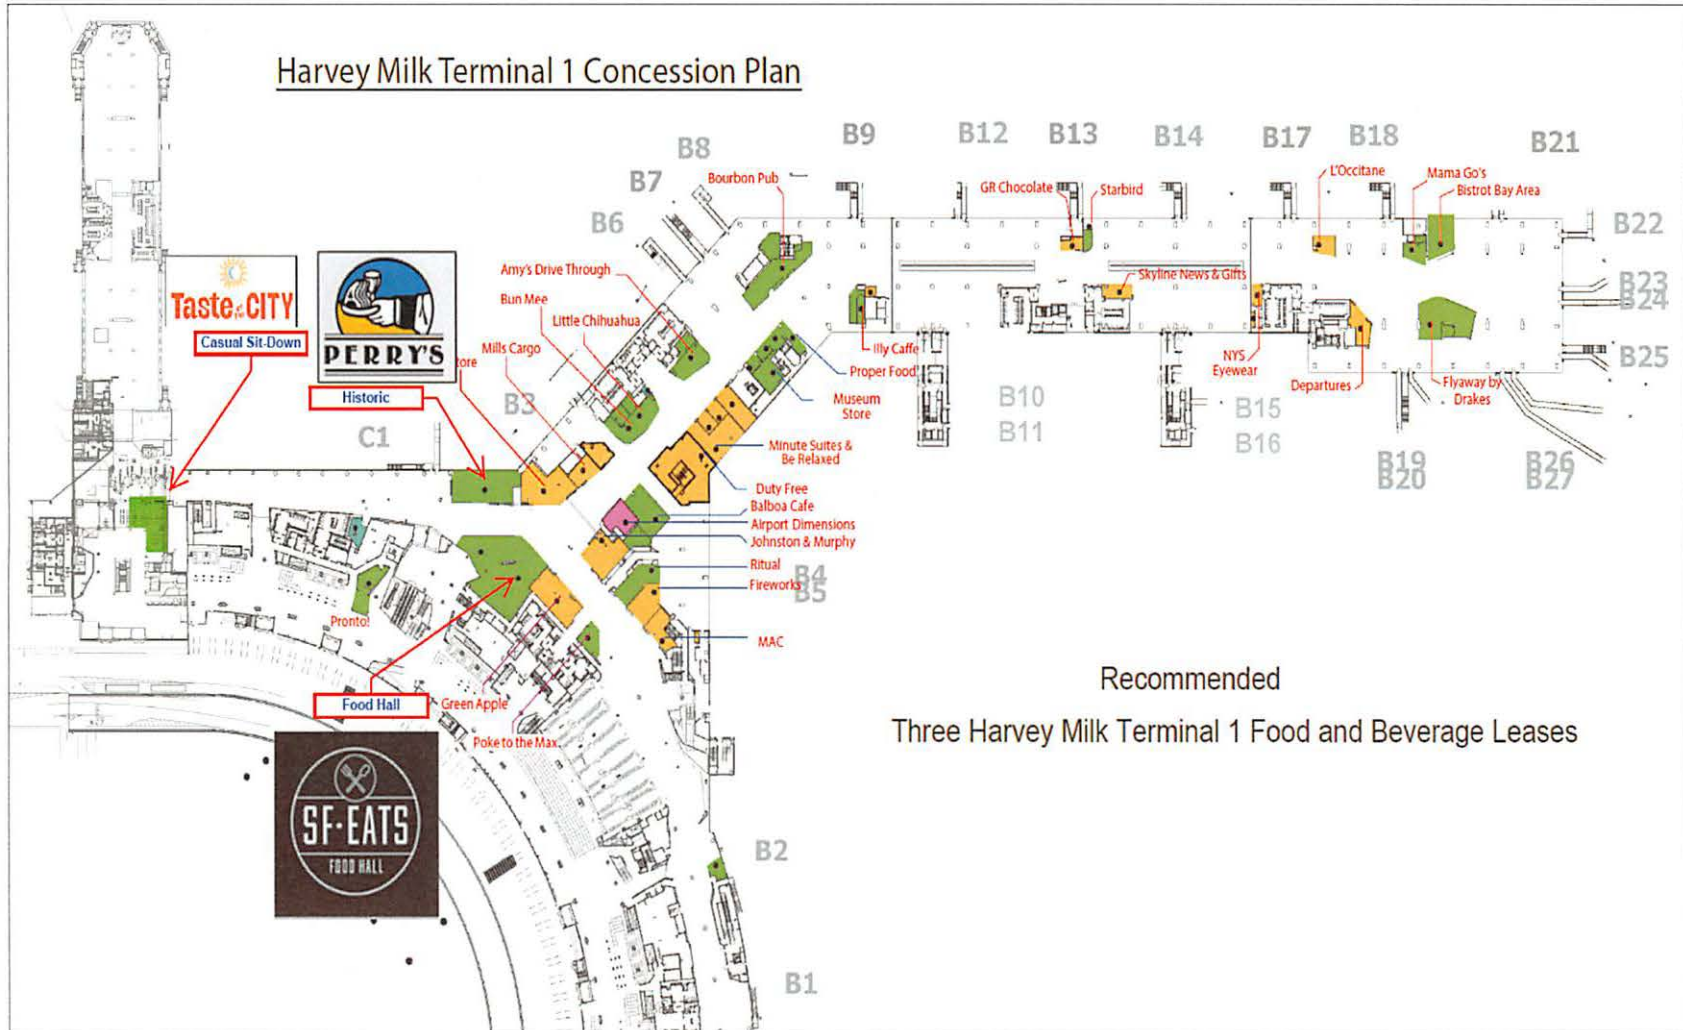 Harvey Milk Terminal 1 Concession Plan
B9
B12
B13
B14
B17
B18
B21
B8
B7
B6
B22
B23
B24
B25
Bourbon Pub
GR Chocolate
Starbird
L'Occitane
Mama Go's
Bistrot Bay Area
Taste of the CITY
Casual Sit-Down
PERRY'S
Historic
Amy's Drive Through
Bun Mee
Little Chihuahua
Mills Cargo
ore
B3
C1
Skyline News & Gifts
Illy Caffe
Proper Food
Museum
Store
NYS
Eyewear
Departures
Flyaway by
Drakes
B10
B11
B15
B16
B19
B20
B26
B27
Minute Suites &
Be Relaxed
Duty Free
Balboa Cafe
Airport Dimensions
Johnston & Murphy
Ritual
Fireworks
B4
B5
MAC
Pronto!
Food Hall
Green Apple
Poke to the Max
SF·EATS
FOOD HALL
Recommended
Three Harvey Milk Terminal 1 Food and Beverage Leases
B2
B1